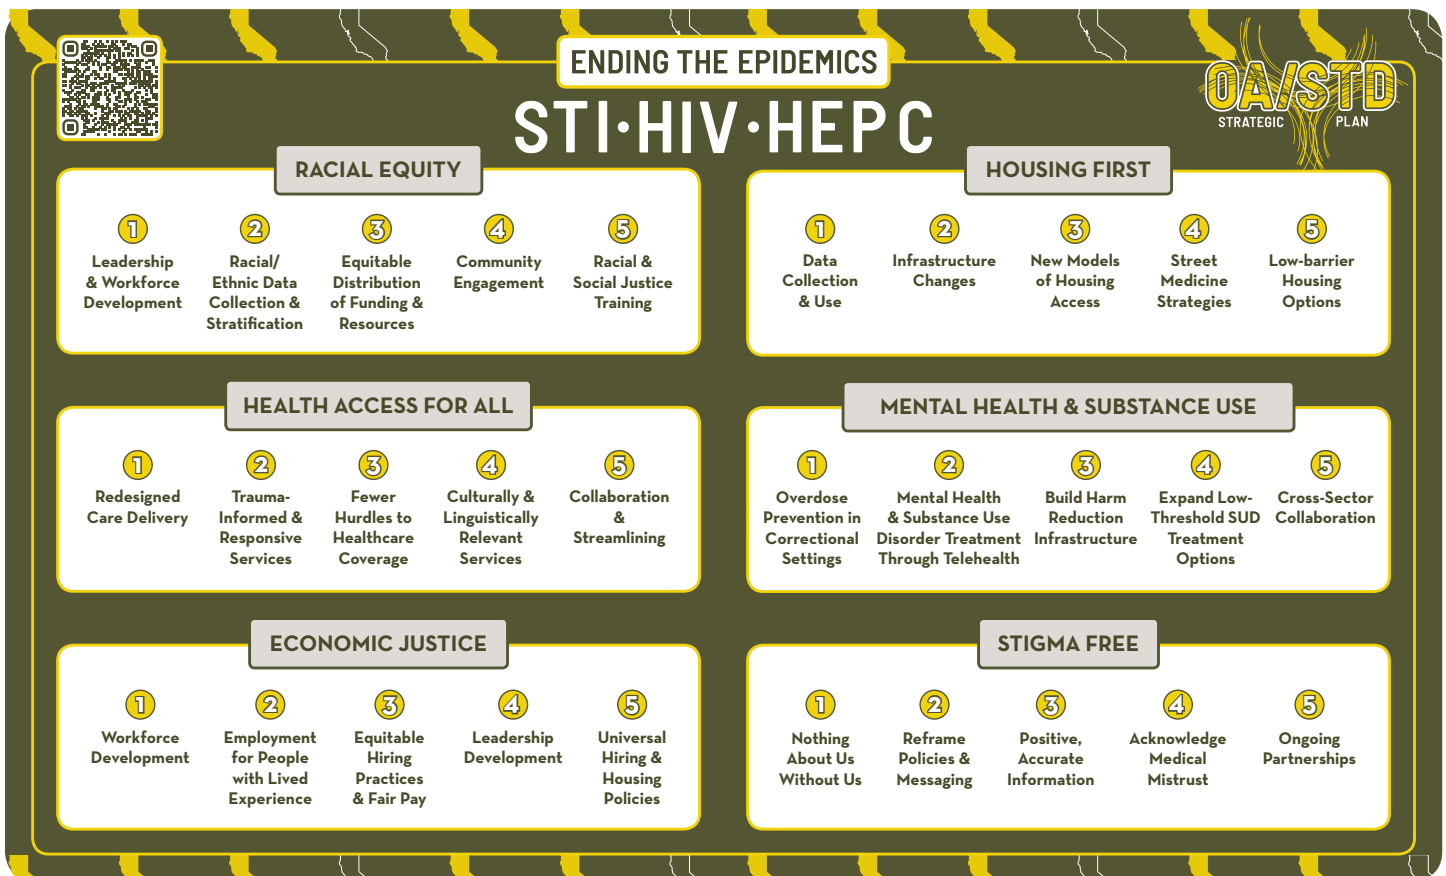 ENDING THE EPIDEMICS
STI·HIV·HEP C
OA/STD
STRATEGIC PLAN
RACIAL EQUITY
1
Leadership
& Workforce
Development
2
Racial/
Ethnic Data
Collection &
Stratification
3
Equitable
Distribution
of Funding &
Resources
4
Community
Engagement
5
Racial &
Social Justice
Training
HOUSING FIRST
1
Data
Collection
& Use
2
Infrastructure
Changes
3
New Models
of Housing
Access
4
Street
Medicine
Strategies
5
Low-barrier
Housing
Options
HEALTH ACCESS FOR ALL
1
Redesigned
Care Delivery
2
Trauma-
Informed &
Responsive
Services
3
Fewer
Hurdles to
Healthcare
Coverage
4
Culturally &
Linguistically
Relevant
Services
5
Collaboration
&
Streamlining
MENTAL HEALTH & SUBSTANCE USE
1
Overdose
Prevention in
Correctional
Settings
2
Mental Health
& Substance Use
Disorder Treatment
Through Telehealth
3
Build Harm
Reduction
Infrastructure
4
Expand Low-
Threshold SUD
Treatment
Options
5
Cross-Sector
Collaboration
ECONOMIC JUSTICE
1
Workforce
Development
2
Employment
for People
with Lived
Experience
3
Equitable
Hiring
Practices
& Fair Pay
4
Leadership
Development
5
Universal
Hiring &
Housing
Policies
STIGMA FREE
1
Nothing
About Us
Without Us
2
Reframe
Policies &
Messaging
3
Positive,
Accurate
Information
4
Acknowledge
Medical
Mistrust
5
Ongoing
Partnerships